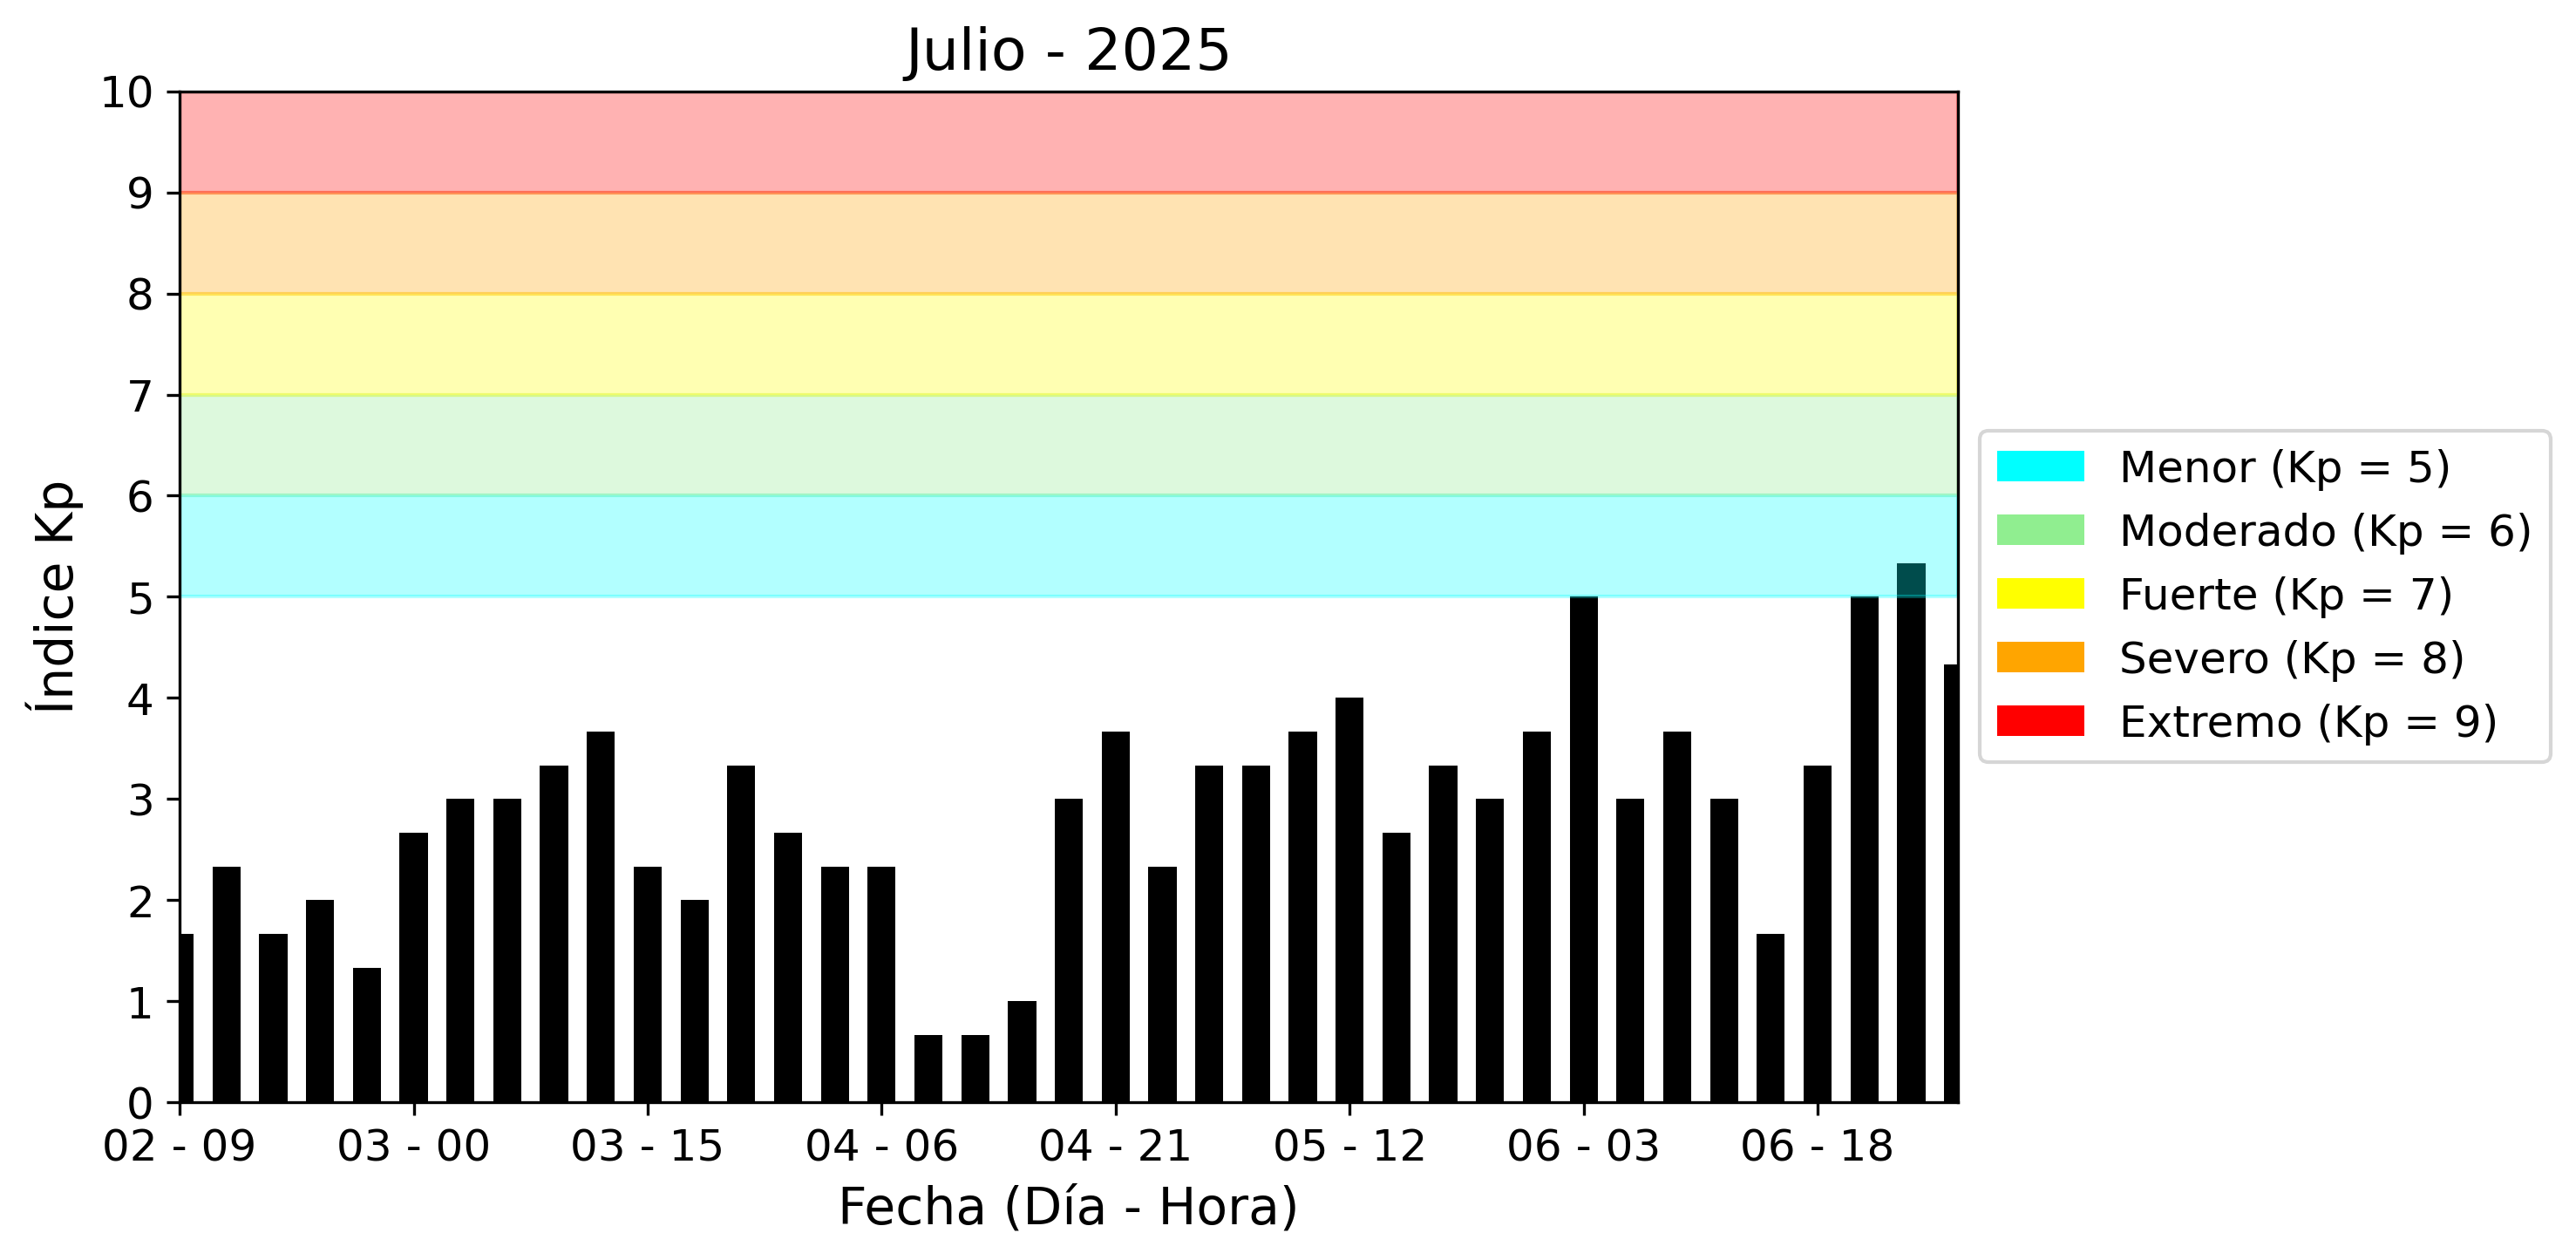 Julio - 2025
10
9
8
7
6
5
4
3
2
1
0
Índice Kp
02 - 09 03 - 00 03 - 15 04 - 06 04 - 21 05 - 12 06 - 03 06 - 18
Fecha (Día - Hora)
Menor (Kp = 5)
Moderado (Kp = 6)
Fuerte (Kp = 7)
Severo (Kp = 8)
Extremo (Kp = 9)